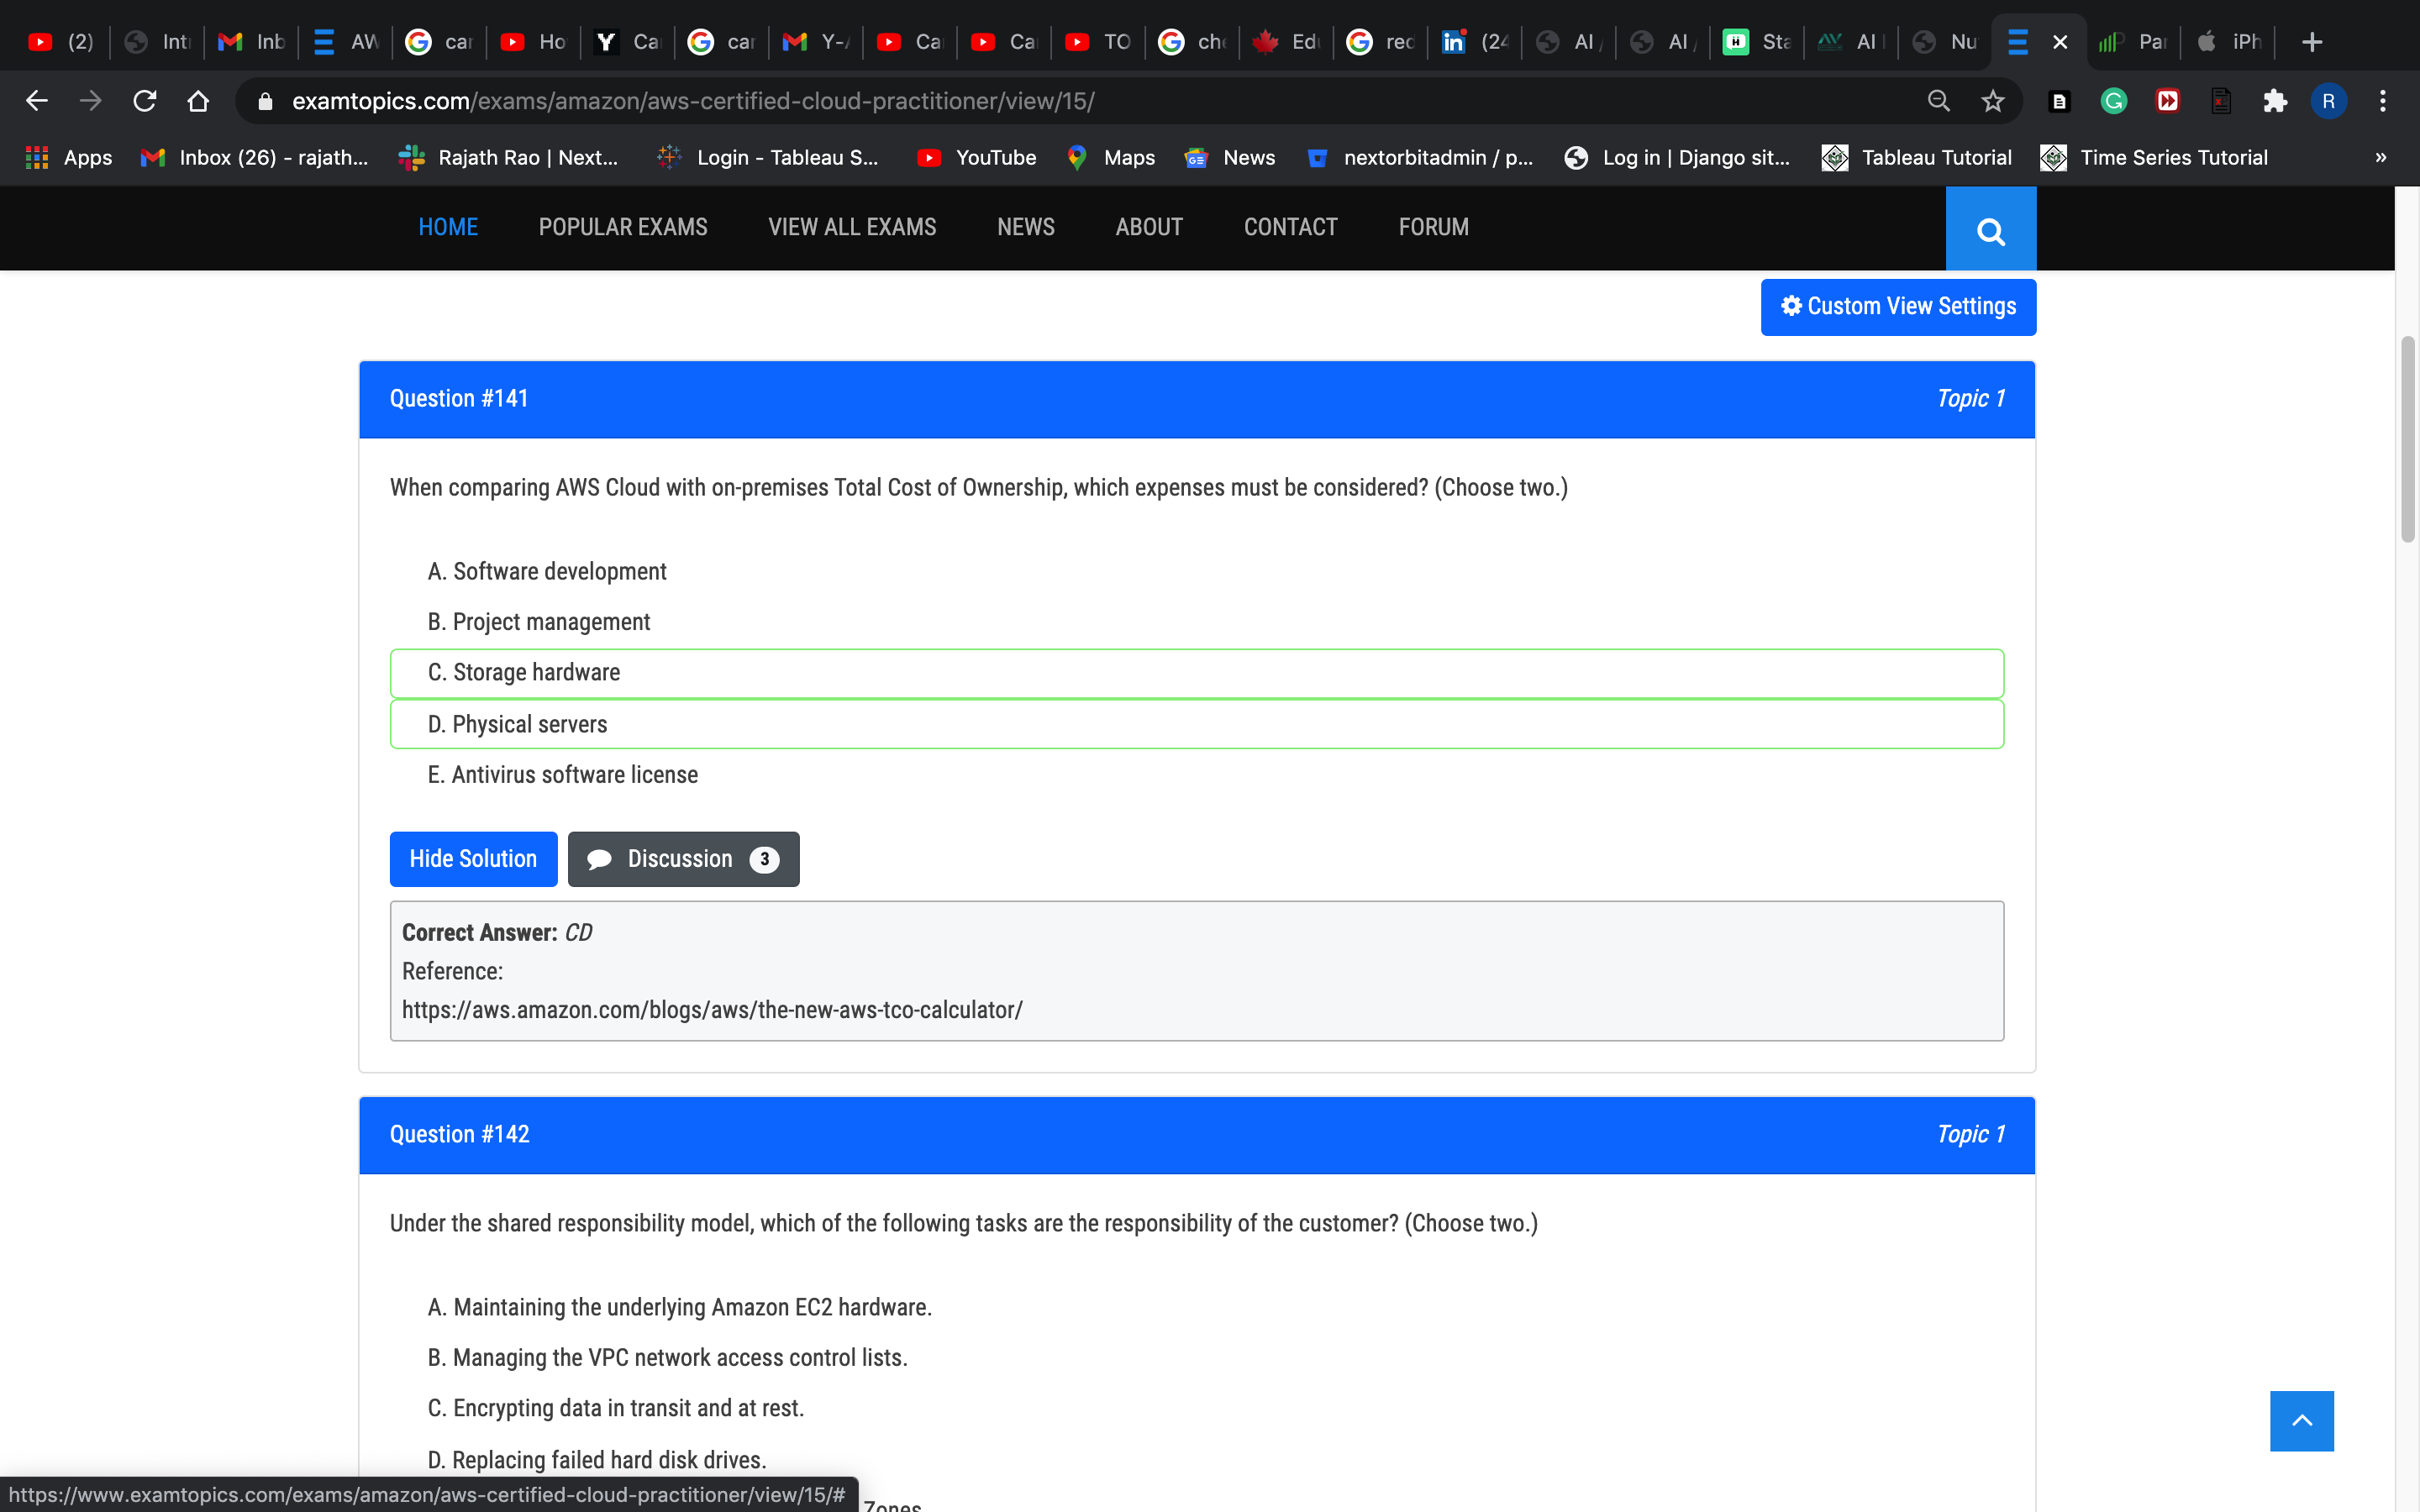 (2) Int Inb AW car Ho Ca car Y-A Ca Ca TO che Edu rec (24 AI AI Sta AI Nu Par iPh
examtopics.com/exams/amazon/aws-certified-cloud-practitioner/view/15/ R
Apps Inbox (26) - rajath... Rajath Rao | Next... Login - Tableau S... YouTube Maps News nextorbitadmin / p... Log in | Django sit... Tableau Tutorial Time Series Tutorial »
HOME POPULAR EXAMS VIEW ALL EXAMS NEWS ABOUT CONTACT FORUM
Custom View Settings
Question #141 Topic 1
When comparing AWS Cloud with on-premises Total Cost of Ownership, which expenses must be considered? (Choose two.)
A. Software development
B. Project management
C. Storage hardware
D. Physical servers
E. Antivirus software license
Hide Solution Discussion 3
Correct Answer: CD
Reference:
https://aws.amazon.com/blogs/aws/the-new-aws-tco-calculator/
Question #142 Topic 1
Under the shared responsibility model, which of the following tasks are the responsibility of the customer? (Choose two.)
A. Maintaining the underlying Amazon EC2 hardware.
B. Managing the VPC network access control lists.
C. Encrypting data in transit and at rest.
D. Replacing failed hard disk drives.
https://www.examtopics.com/exams/amazon/aws-certified-cloud-practitioner/view/15/# Zones